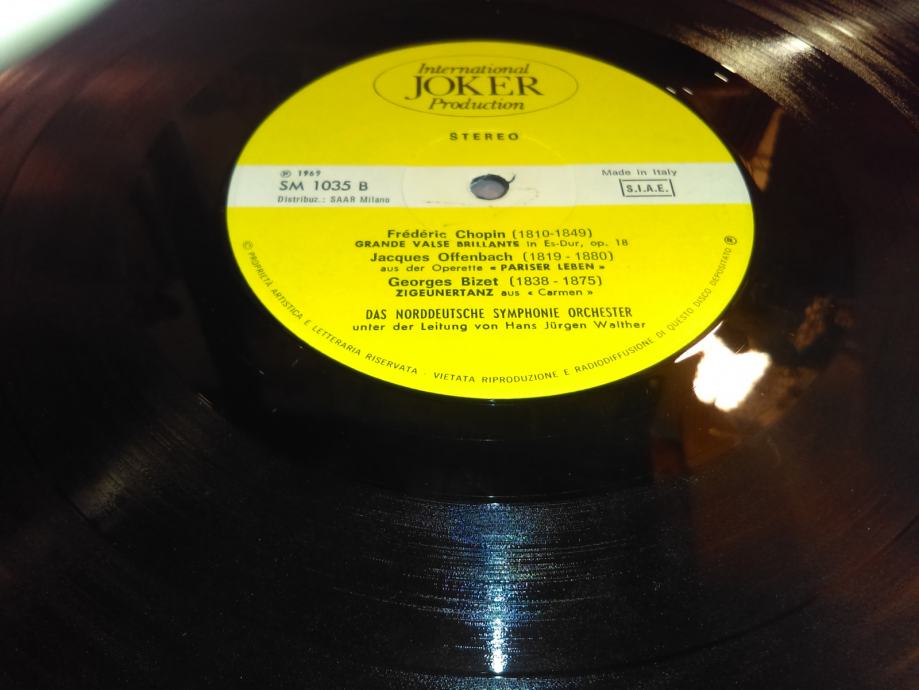 International
JOKER
Production
STEREO
℗ 1969
SM 1035 B
Distribuz.: SAAR Milano
Made in Italy
S.I.A.E.
Frédéric Chopin (1810-1849)
GRANDE VALSE BRILLANTE in Es-Dur, op. 18
Jacques Offenbach (1819 - 1880)
aus der Operette « PARISER LEBEN »
Georges Bizet (1838 - 1875)
ZIGEUNERTANZ aus « Carmen »
DAS NORDDEUTSCHE SYMPHONIE ORCHESTER
unter der Leitung von Hans Jürgen Walther
© PROPRIETÀ ARTISTICA E LETTERARIA RISERVATA · VIETATA RIPRODUZIONE E RADIODIFFUSIONE DI QUESTO DISCO DEPOSITATO ℗